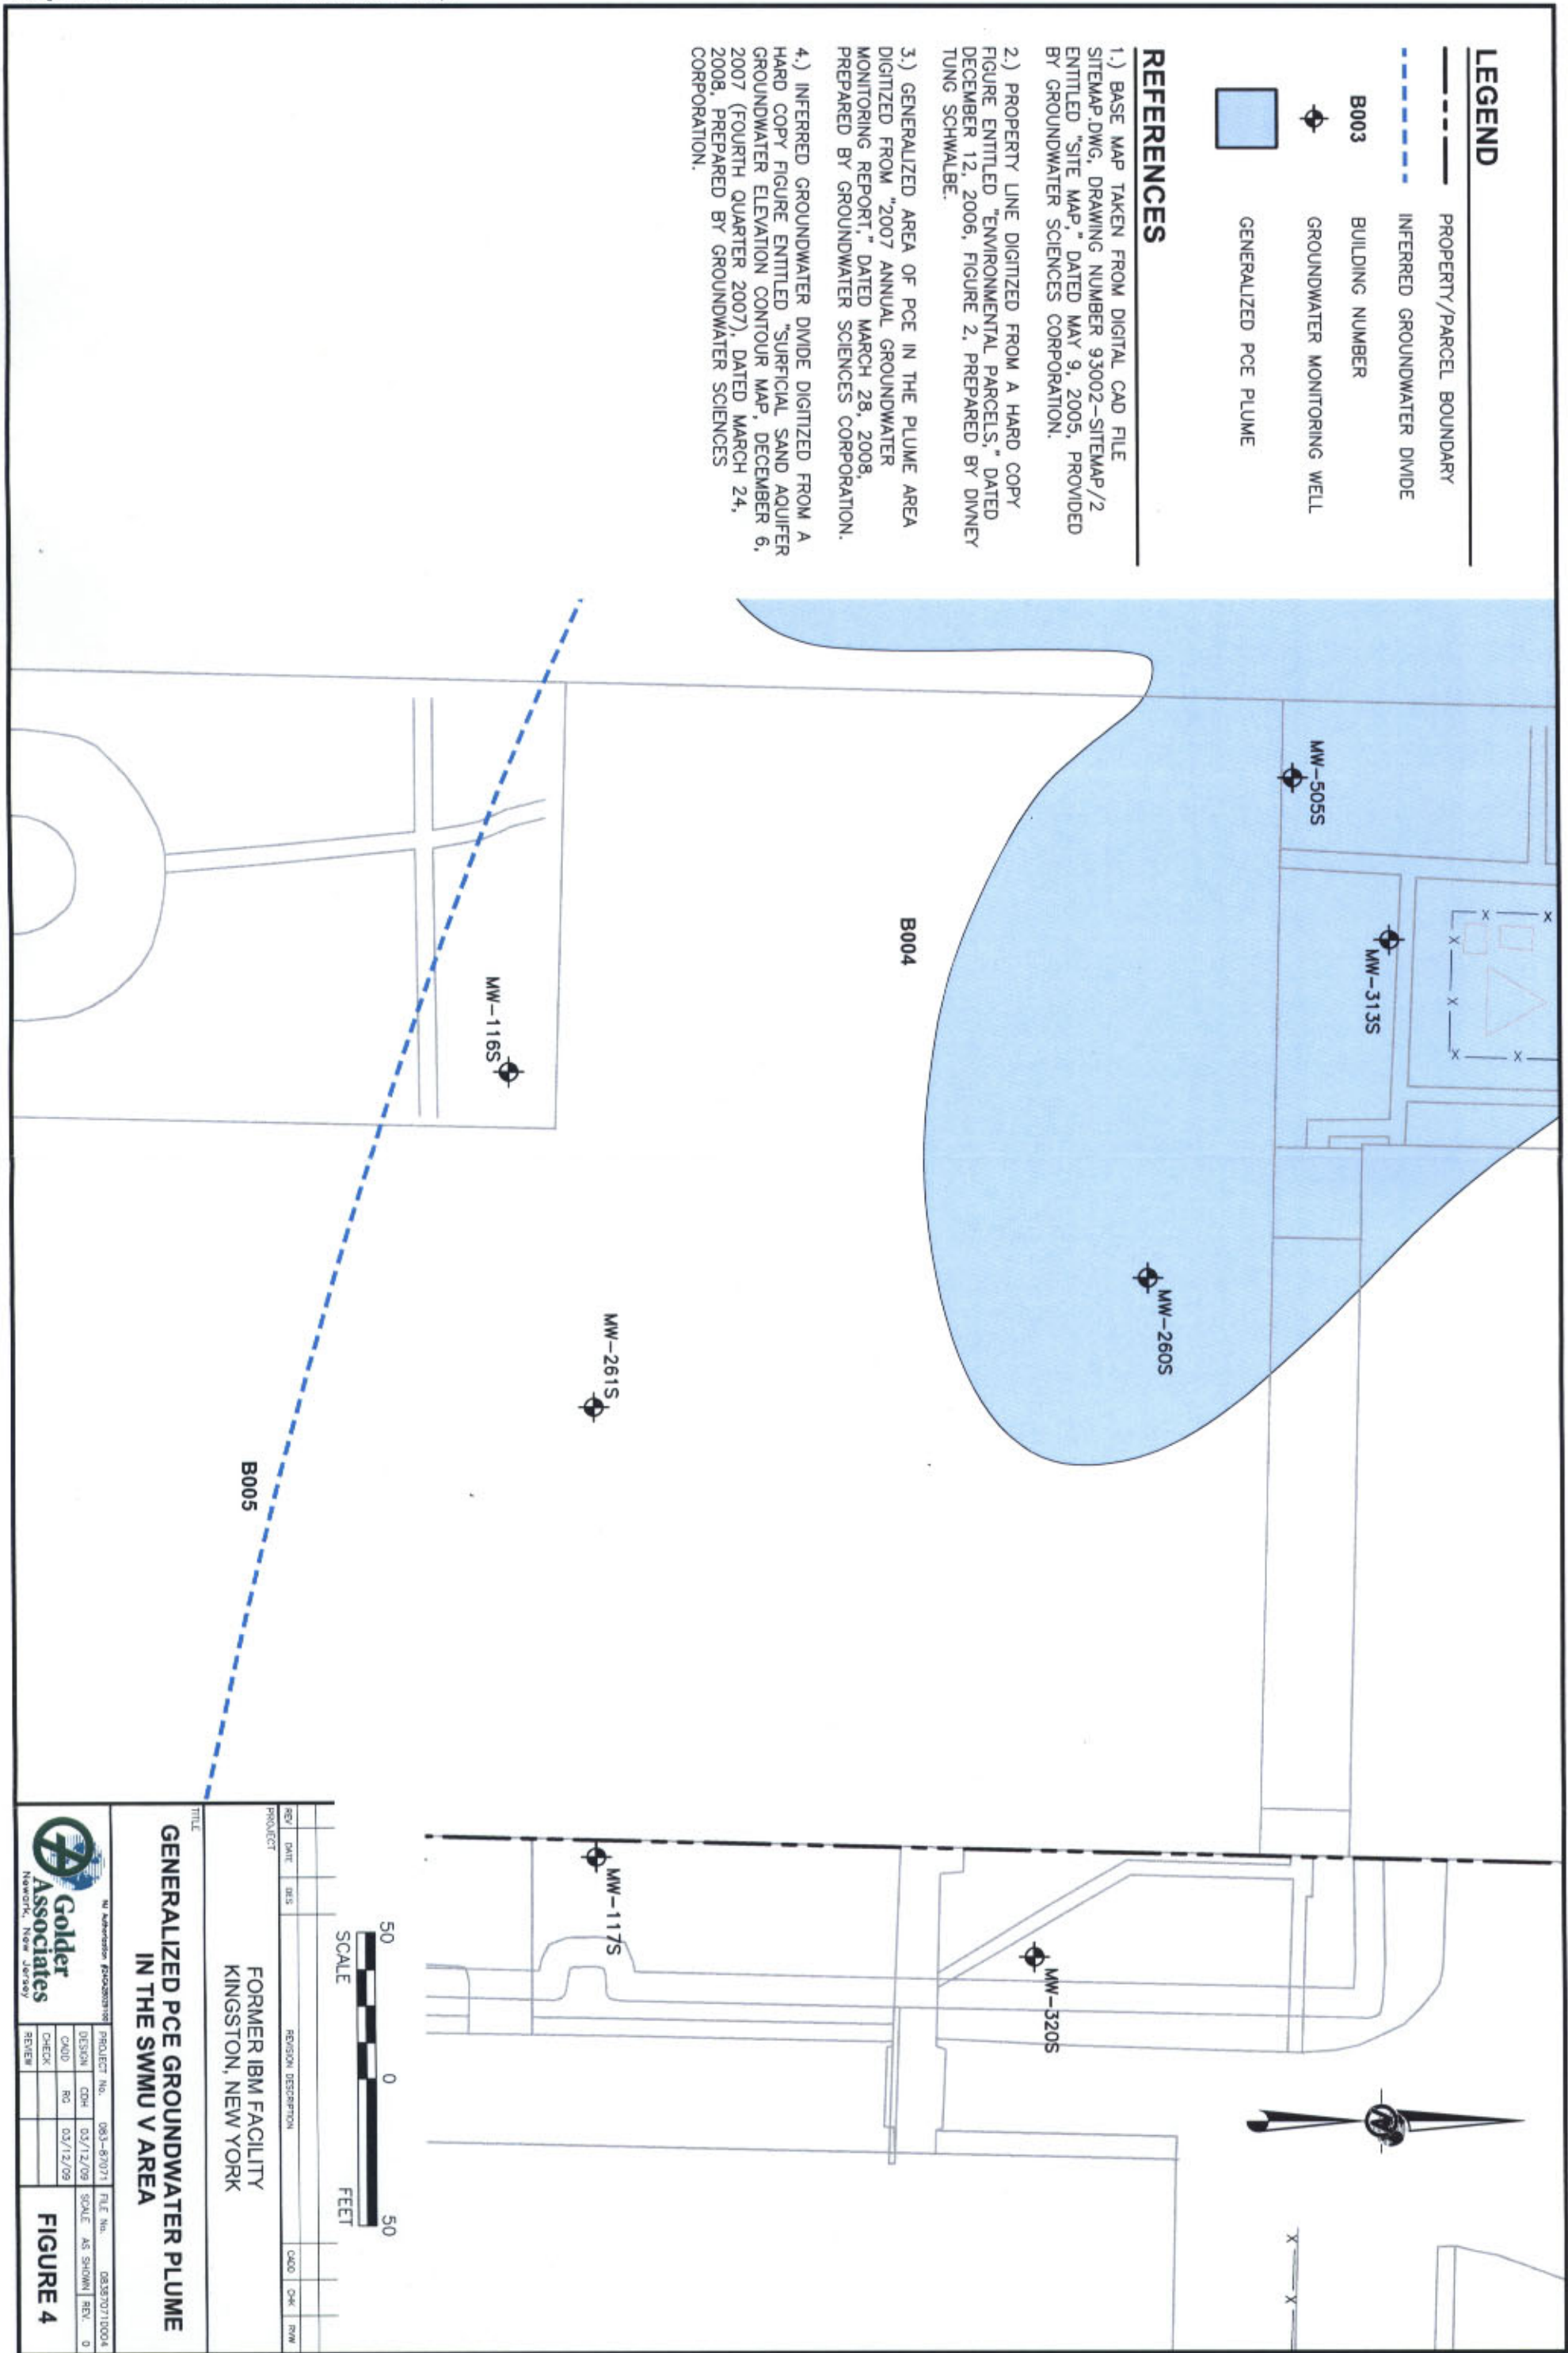 LEGEND
PROPERTY/PARCEL BOUNDARY
INFERRED GROUNDWATER DIVIDE
B003
BUILDING NUMBER
GROUNDWATER MONITORING WELL
GENERALIZED PCE PLUME
REFERENCES
1.) BASE MAP TAKEN FROM DIGITAL CAD FILE
SITEMAP.DWG, DRAWING NUMBER 93002-SITEMAP/2
ENTITLED "SITE MAP," DATED MAY 9, 2005, PROVIDED
BY GROUNDWATER SCIENCES CORPORATION.
2.) PROPERTY LINE DIGITIZED FROM A HARD COPY
FIGURE ENTITLED "ENVIRONMENTAL PARCELS," DATED
DECEMBER 12, 2006, FIGURE 2, PREPARED BY DIVNEY
TUNG SCHWALBE.
3.) GENERALIZED AREA OF PCE IN THE PLUME AREA
DIGITIZED FROM "2007 ANNUAL GROUNDWATER
MONITORING REPORT," DATED MARCH 28, 2008,
PREPARED BY GROUNDWATER SCIENCES CORPORATION.
4.) INFERRED GROUNDWATER DIVIDE DIGITIZED FROM A
HARD COPY FIGURE ENTITLED "SURFICIAL SAND AQUIFER
GROUNDWATER ELEVATION CONTOUR MAP, DECEMBER 6,
2007 (FOURTH QUARTER 2007), DATED MARCH 24,
2008, PREPARED BY GROUNDWATER SCIENCES
CORPORATION.
MW-505S
MW-313S
MW-260S
B004
MW-116S
MW-261S
B005
MW-320S
MW-117S
50 0 50
SCALE FEET
REV DATE DES REVISION DESCRIPTION CADD CHK RVW
PROJECT
FORMER IBM FACILITY
KINGSTON, NEW YORK
TITLE
GENERALIZED PCE GROUNDWATER PLUME
IN THE SWMU V AREA
Golder
Associates
Newark, New Jersey
PROJECT No. 083-87071
FILE No. 08387071D004
DESIGN CDH 03/12/09
SCALE AS SHOWN REV. 0
CADD RG 03/12/09
CHECK
REVIEW
FIGURE 4